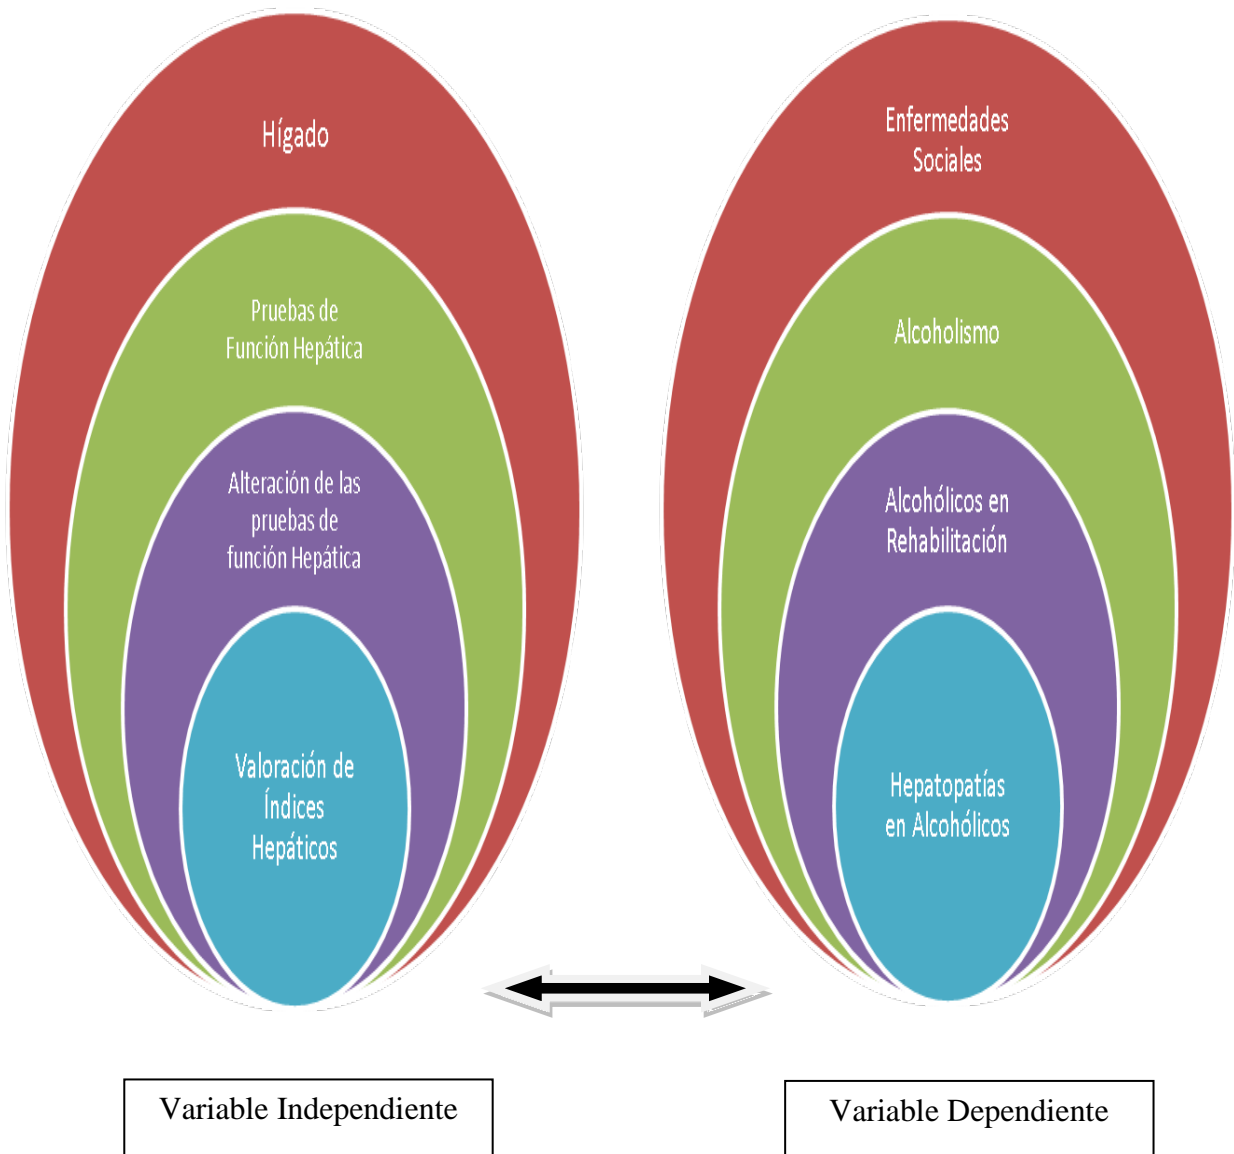 Hígado
Pruebas de
Función Hepática
Alteración de las
pruebas de
función Hepática
Valoración de
Índices
Hepáticos
Enfermedades
Sociales
Alcoholismo
Alcohólicos en
Rehabilitación
Hepatopatías
en Alcohólicos
Variable Independiente
Variable Dependiente